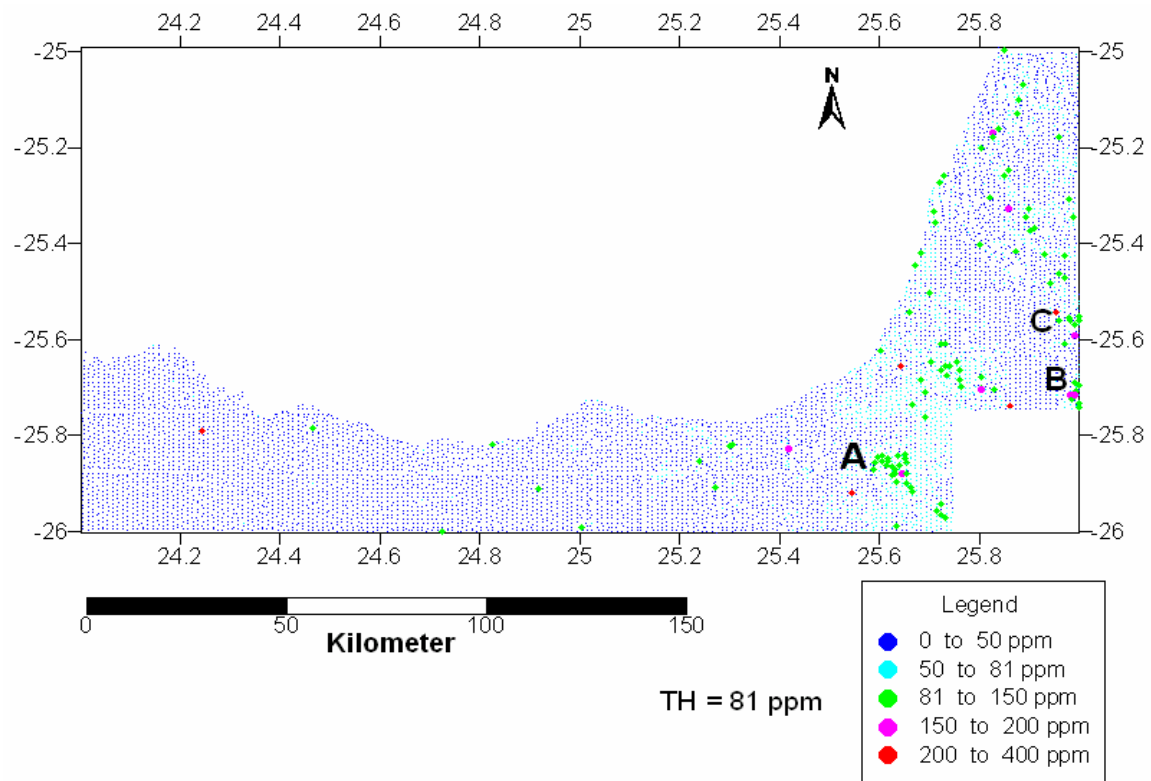 24.2 24.4 24.6 24.8 25 25.2 25.4 25.6 25.8
-25 -25
N
-25.2 -25.2
-25.4 -25.4
C
-25.6 -25.6
B
-25.8 -25.8
A
-26 -26
24.2 24.4 24.6 24.8 25 25.2 25.4 25.6 25.8
0 50 100 150
Kilometer
TH = 81 ppm
Legend
0 to 50 ppm
50 to 81 ppm
81 to 150 ppm
150 to 200 ppm
200 to 400 ppm